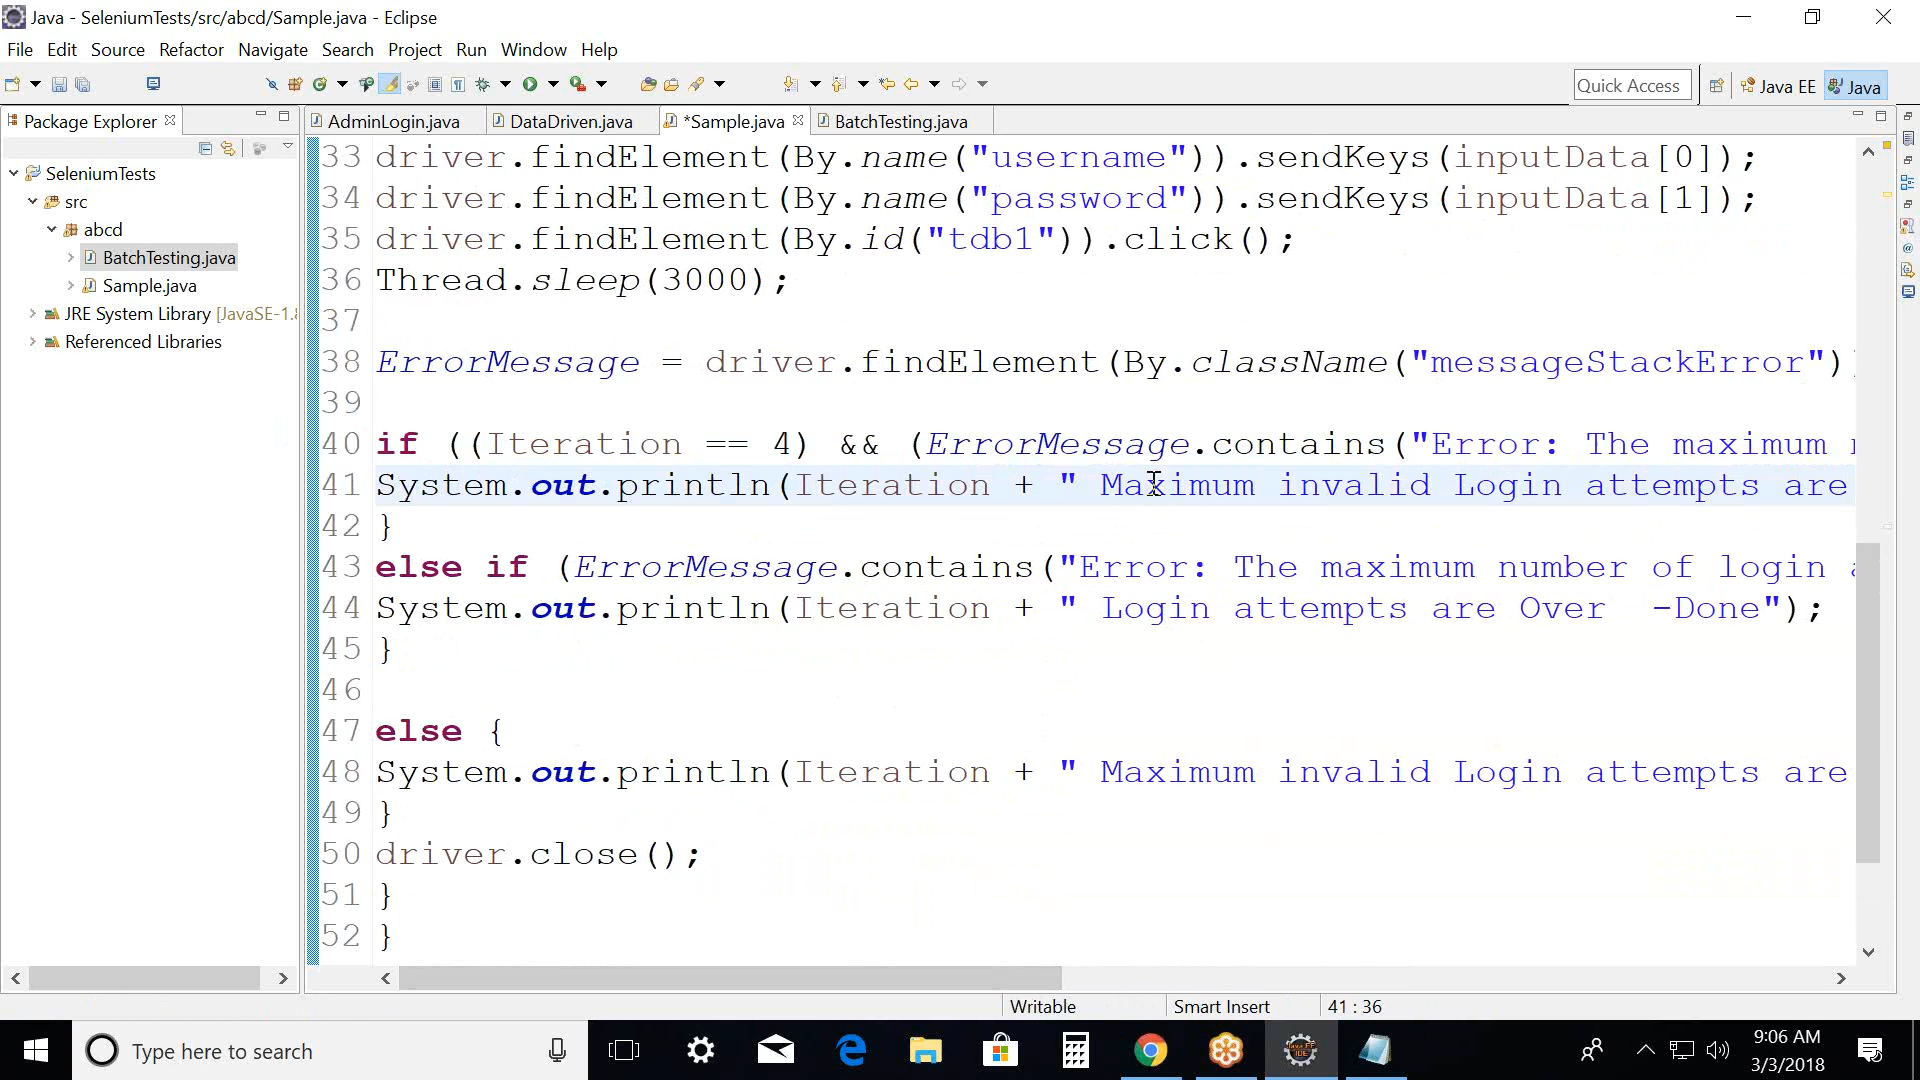 Java - SeleniumTests/src/abcd/Sample.java - Eclipse
File Edit Source Refactor Navigate Search Project Run Window Help
Quick Access
Java EE
Java
Package Explorer
AdminLogin.java
DataDriven.java
*Sample.java
BatchTesting.java
SeleniumTests
src
abcd
BatchTesting.java
Sample.java
JRE System Library [JavaSE-1.8
Referenced Libraries
33 driver.findElement(By.name("username")).sendKeys(inputData[0]);
34 driver.findElement(By.name("password")).sendKeys(inputData[1]);
35 driver.findElement(By.id("tdb1")).click();
36 Thread.sleep(3000);
37
38 ErrorMessage = driver.findElement(By.className("messageStackError")
39
40 if ((Iteration == 4) && (ErrorMessage.contains("Error: The maximum
41 System.out.println(Iteration + " Maximum invalid Login attempts are
42 }
43 else if (ErrorMessage.contains("Error: The maximum number of login
44 System.out.println(Iteration + " Login attempts are Over  -Done");
45 }
46
47 else {
48 System.out.println(Iteration + " Maximum invalid Login attempts are
49 }
50 driver.close();
51 }
52 }
Writable
Smart Insert
41 : 36
Type here to search
9:06 AM
3/3/2018